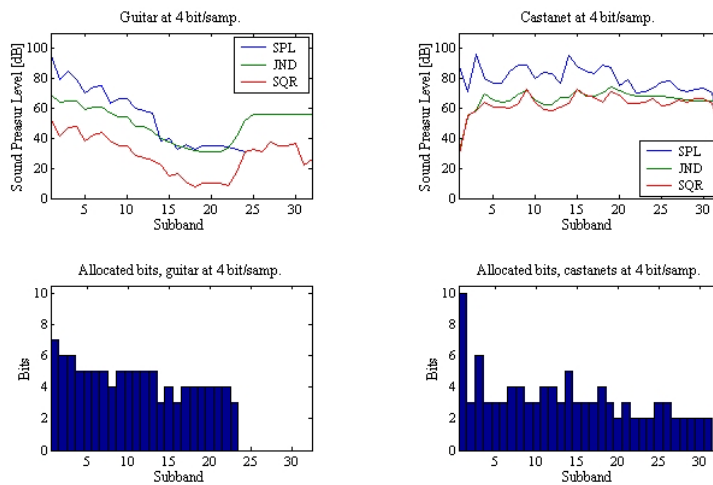 Guitar at 4 bit/samp.
Sound Preasur Level [dB]
100
80
60
40
20
0
SPL
JND
SQR
5 10 15 20 25 30
Subband
Castanet at 4 bit/samp.
Sound Preasur Level [dB]
100
80
60
40
20
0
SPL
JND
SQR
5 10 15 20 25 30
Subband
Allocated bits, guitar at 4 bit/samp.
Bits
10
8
6
4
2
0
5 10 15 20 25 30
Subband
Allocated bits, castanets at 4 bit/samp.
Bits
10
8
6
4
2
0
5 10 15 20 25 30
Subband